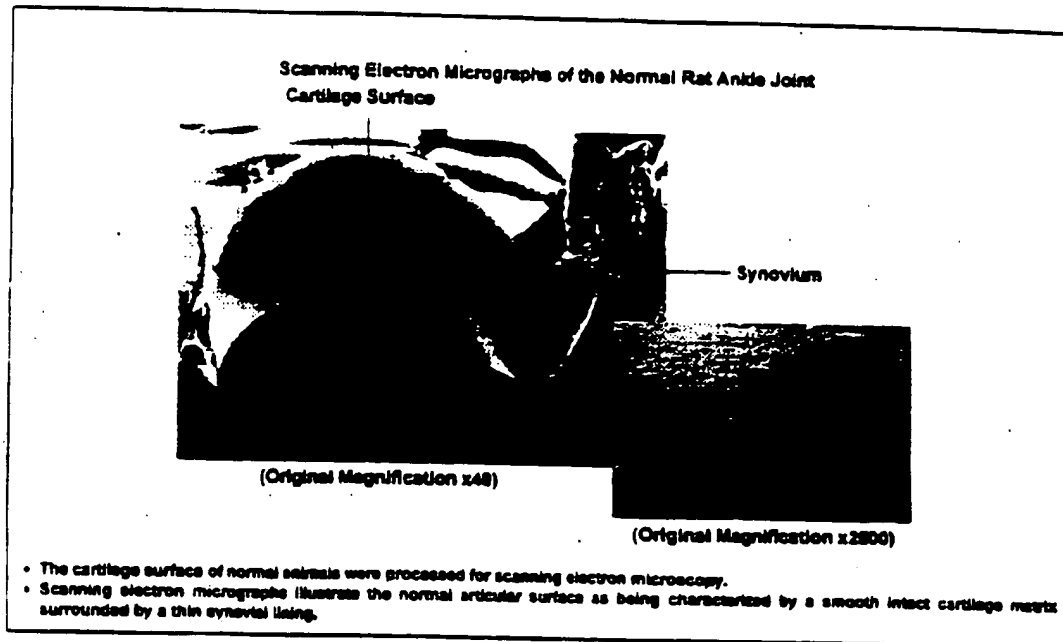 Scanning Electron Micrographs of the Normal Rat Ankle Joint
Cartilage Surface
Synovium
(Original Magnification x48)
(Original Magnification x2600)
• The cartilage surface of normal animals were processed for scanning electron microscopy.
• Scanning electron micrographs illustrate the normal articular surface as being characterized by a smooth intact cartilage matrix
surrounded by a thin synovial lining.